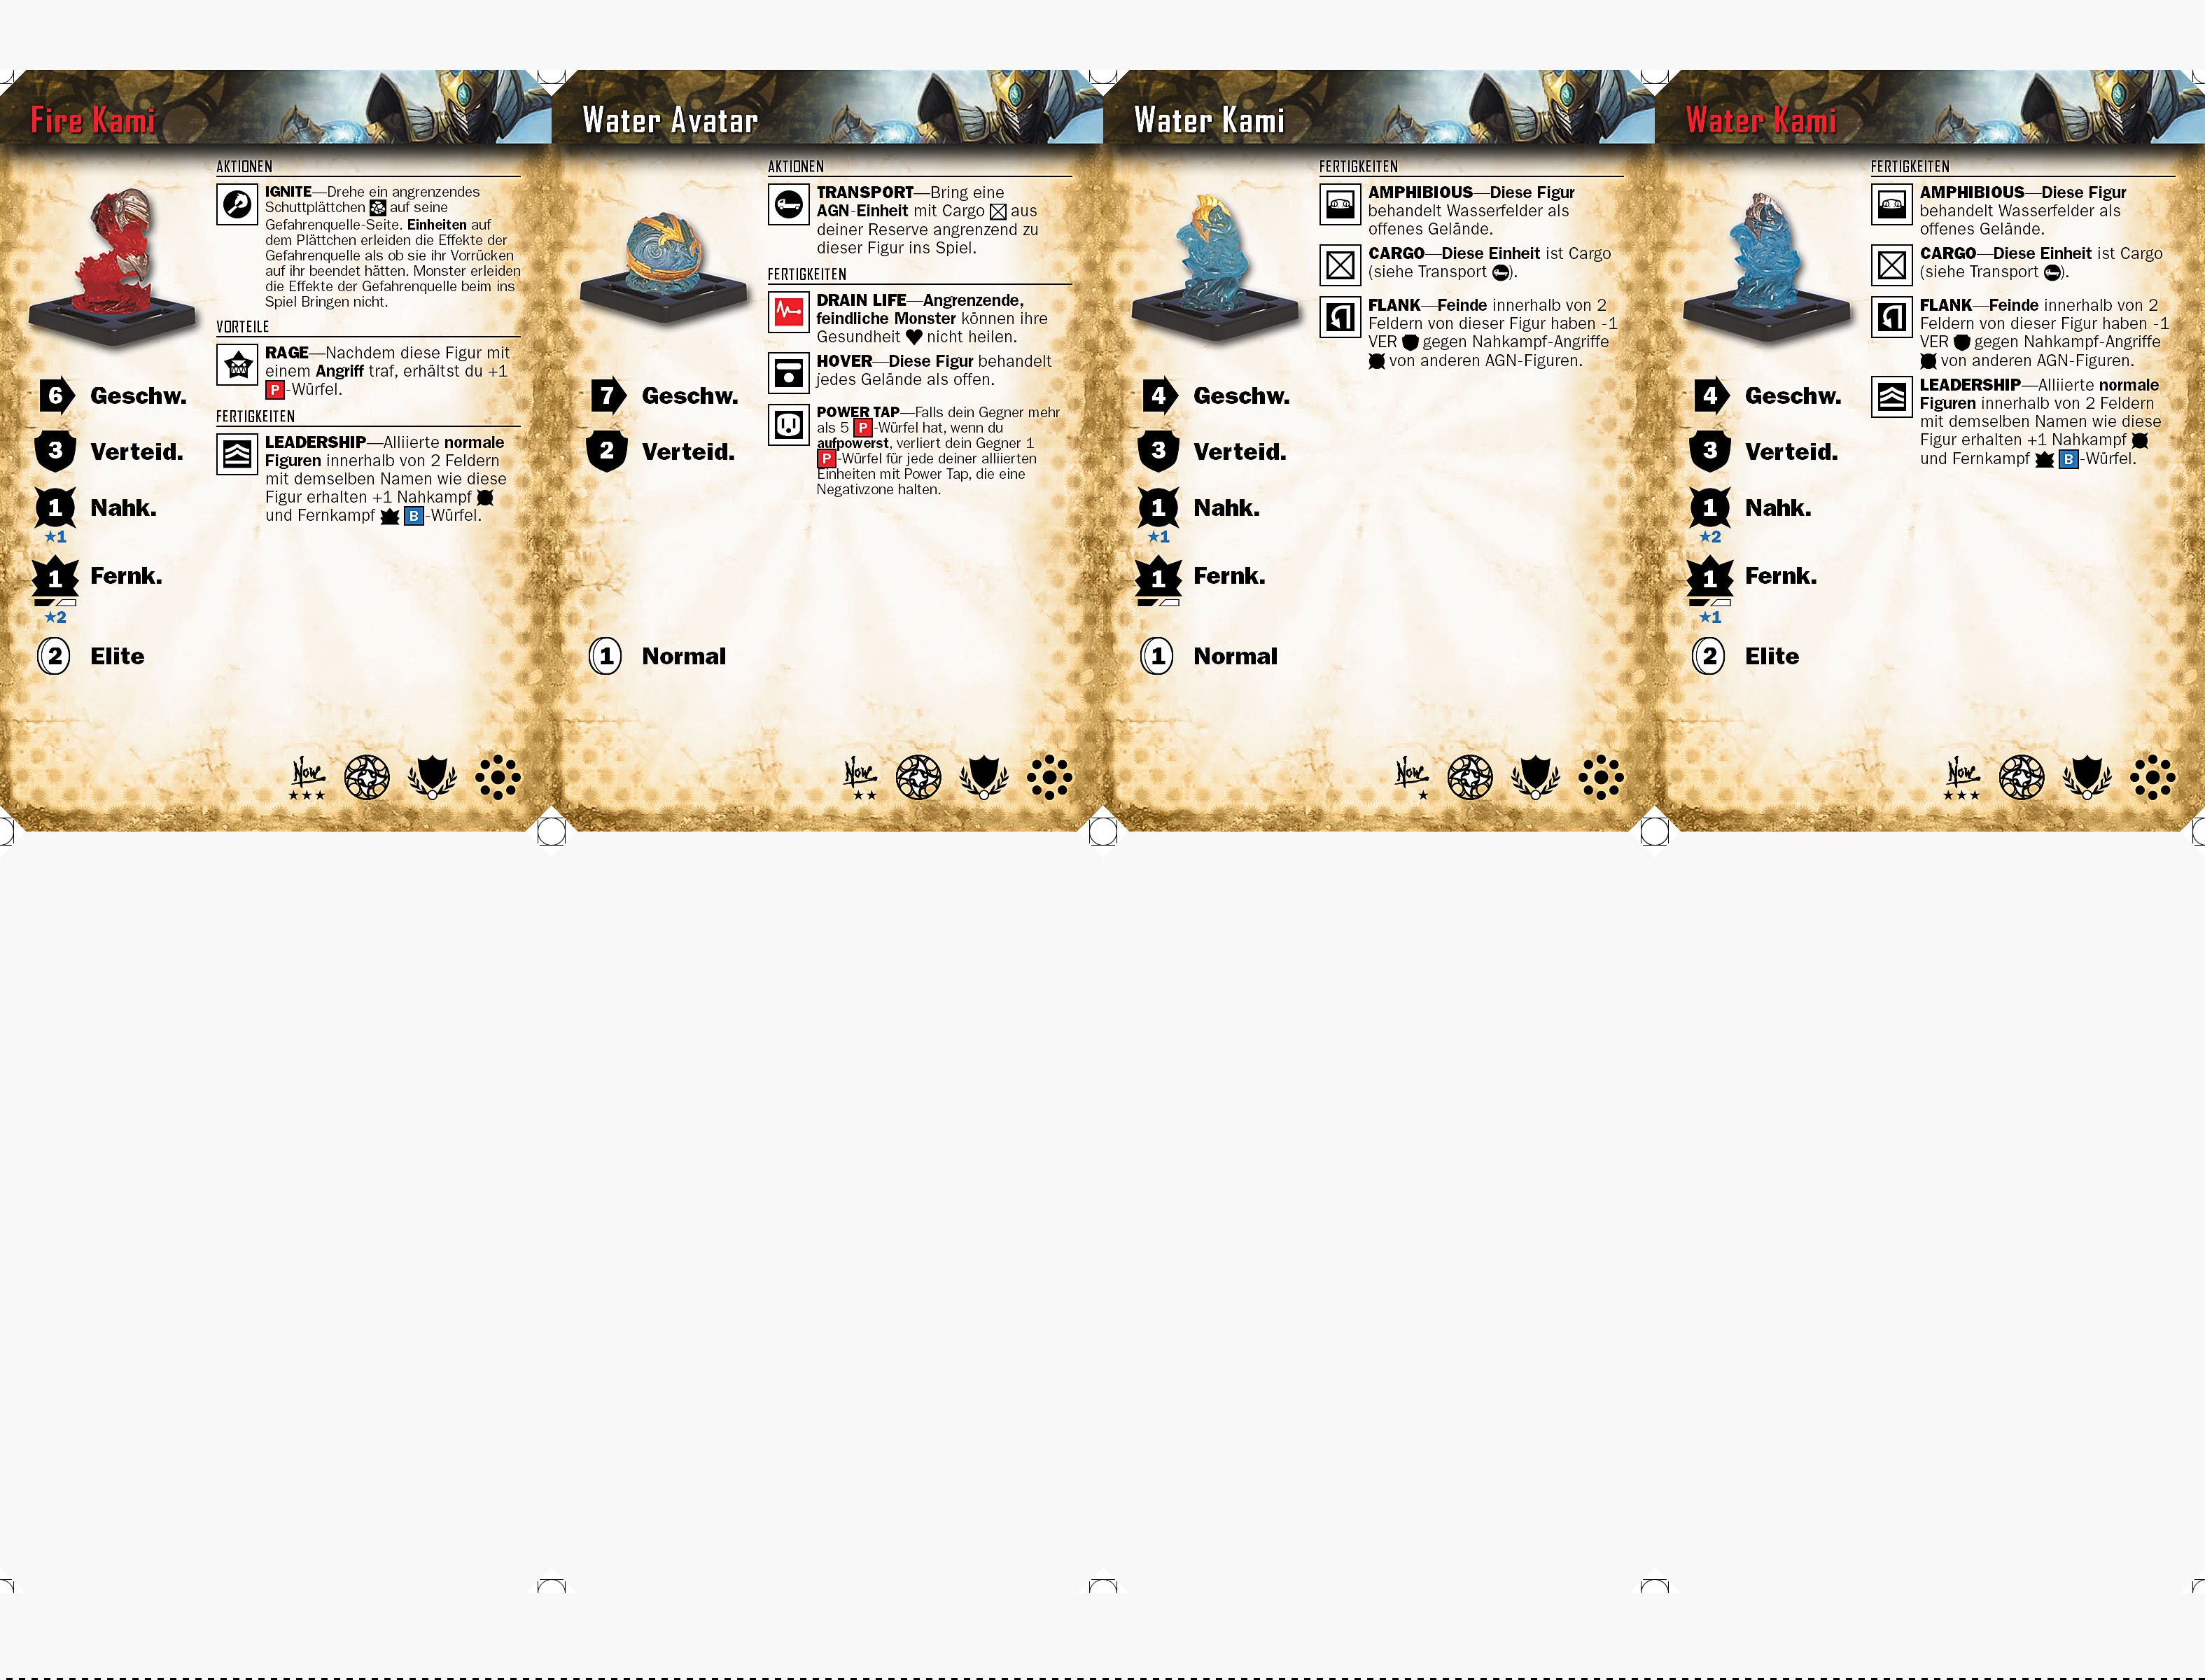 Fire Kami
AKTIONEN
IGNITE—Drehe ein angrenzendes
Schuttplättchen auf seine
Gefahrenquelle-Seite. Einheiten auf
dem Plättchen erleiden die Effekte der
Gefahrenquelle als ob sie ihr Vorrücken
auf ihr beendet hätten. Monster erleiden
die Effekte der Gefahrenquelle beim ins
Spiel Bringen nicht.
VORTEILE
RAGE—Nachdem diese Figur mit
einem Angriff traf, erhältst du +1
P-Würfel.
FERTIGKEITEN
LEADERSHIP—Alliierte normale
Figuren innerhalb von 2 Feldern
mit demselben Namen wie diese
Figur erhalten +1 Nahkampf
und Fernkampf B-Würfel.
6 Geschw.
3 Verteid.
1 Nahk.
★1
1 Fernk.
★2
2 Elite
Now
★★★
Water Avatar
AKTIONEN
TRANSPORT—Bring eine
AGN-Einheit mit Cargo aus
deiner Reserve angrenzend zu
dieser Figur ins Spiel.
FERTIGKEITEN
DRAIN LIFE—Angrenzende,
feindliche Monster können ihre
Gesundheit nicht heilen.
HOVER—Diese Figur behandelt
jedes Gelände als offen.
POWER TAP—Falls dein Gegner mehr
als 5 P-Würfel hat, wenn du
aufpowerst, verliert dein Gegner 1
P-Würfel für jede deiner alliierten
Einheiten mit Power Tap, die eine
Negativzone halten.
7 Geschw.
2 Verteid.
1 Normal
Now
★★
Water Kami
FERTIGKEITEN
AMPHIBIOUS—Diese Figur
behandelt Wasserfelder als
offenes Gelände.
CARGO—Diese Einheit ist Cargo
(siehe Transport ).
FLANK—Feinde innerhalb von 2
Feldern von dieser Figur haben -1
VER gegen Nahkampf-Angriffe
von anderen AGN-Figuren.
4 Geschw.
3 Verteid.
1 Nahk.
★1
1 Fernk.
1 Normal
Now
★
Water Kami
FERTIGKEITEN
AMPHIBIOUS—Diese Figur
behandelt Wasserfelder als
offenes Gelände.
CARGO—Diese Einheit ist Cargo
(siehe Transport ).
FLANK—Feinde innerhalb von 2
Feldern von dieser Figur haben -1
VER gegen Nahkampf-Angriffe
von anderen AGN-Figuren.
LEADERSHIP—Alliierte normale
Figuren innerhalb von 2 Feldern
mit demselben Namen wie diese
Figur erhalten +1 Nahkampf
und Fernkampf B-Würfel.
4 Geschw.
3 Verteid.
1 Nahk.
★2
1 Fernk.
★1
2 Elite
Now
★★★